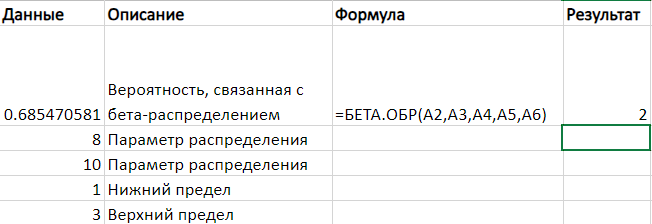 Данные Описание Формула Результат
Вероятность, связанная с
0.685470581 бета-распределением =БЕТА.ОБР(A2,A3,A4,A5,A6) 2
8 Параметр распределения
10 Параметр распределения
1 Нижний предел
3 Верхний предел